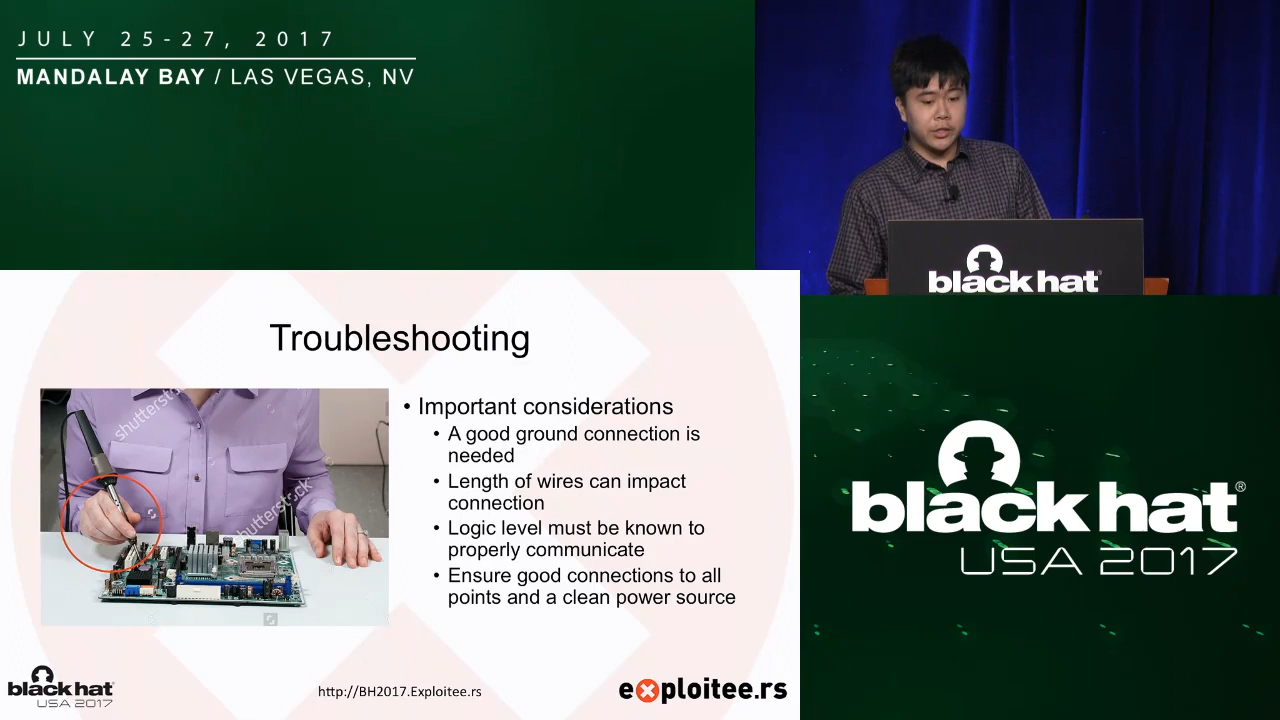 JULY 25-27, 2017
MANDALAY BAY / LAS VEGAS, NV
black hat
Troubleshooting
shutterstock
shutterstock
• Important considerations
• A good ground connection is
needed
• Length of wires can impact
connection
• Logic level must be known to
properly communicate
• Ensure good connections to all
points and a clean power source
black hat®
USA 2017
black hat
USA 2017
http://BH2017.Exploitee.rs
exploitee.rs